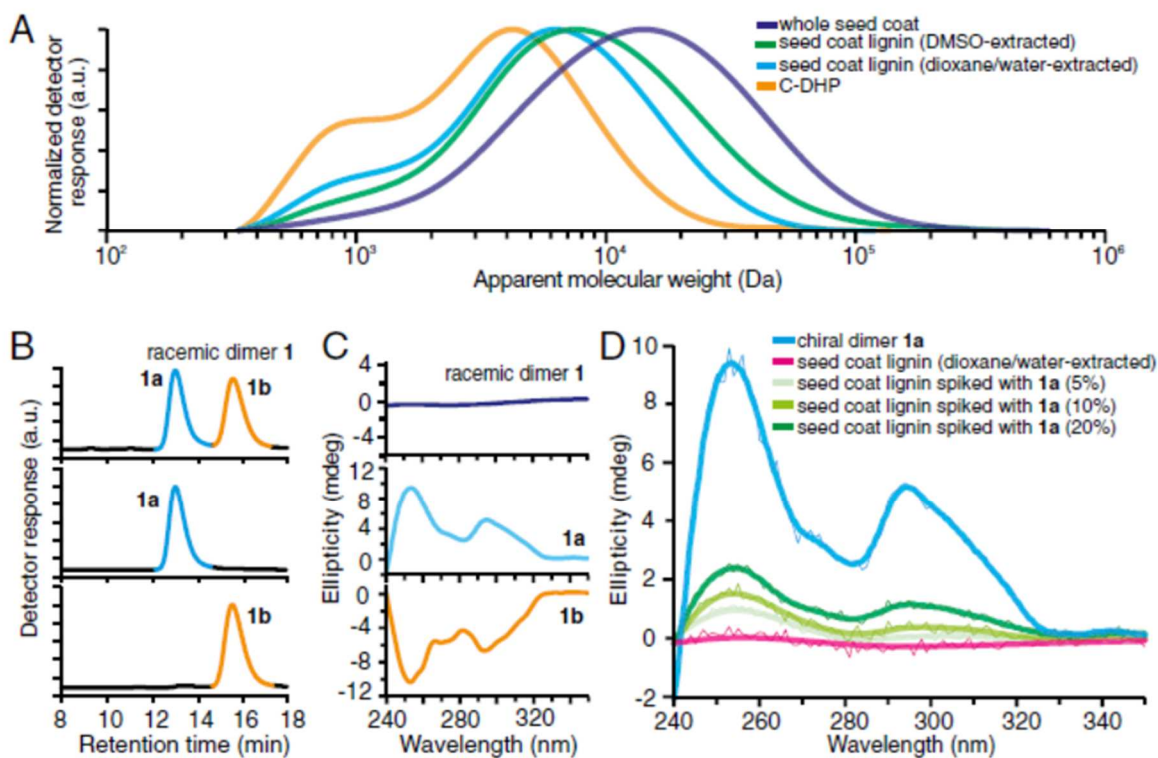 A
Normalized detector
response (a.u.)
whole seed coat
seed coat lignin (DMSO-extracted)
seed coat lignin (dioxane/water-extracted)
C-DHP
10² 10³ 10⁴ 10⁵ 10⁶
Apparent molecular weight (Da)
B
racemic dimer 1
1a
1b
1a
1b
Detector response (a.u.)
8 10 12 14 16 18
Retention time (min)
C
4
racemic dimer 1
0
-4
12
8
4
1a
0
0
1b
-4
-8
-12
Ellipticity (mdeg)
240 280 320
Wavelength (nm)
D
10
8
6
4
2
0
-2
Ellipticity (mdeg)
chiral dimer 1a
seed coat lignin (dioxane/water-extracted)
seed coat lignin spiked with 1a (5%)
seed coat lignin spiked with 1a (10%)
seed coat lignin spiked with 1a (20%)
240 260 280 300 320 340
Wavelength (nm)